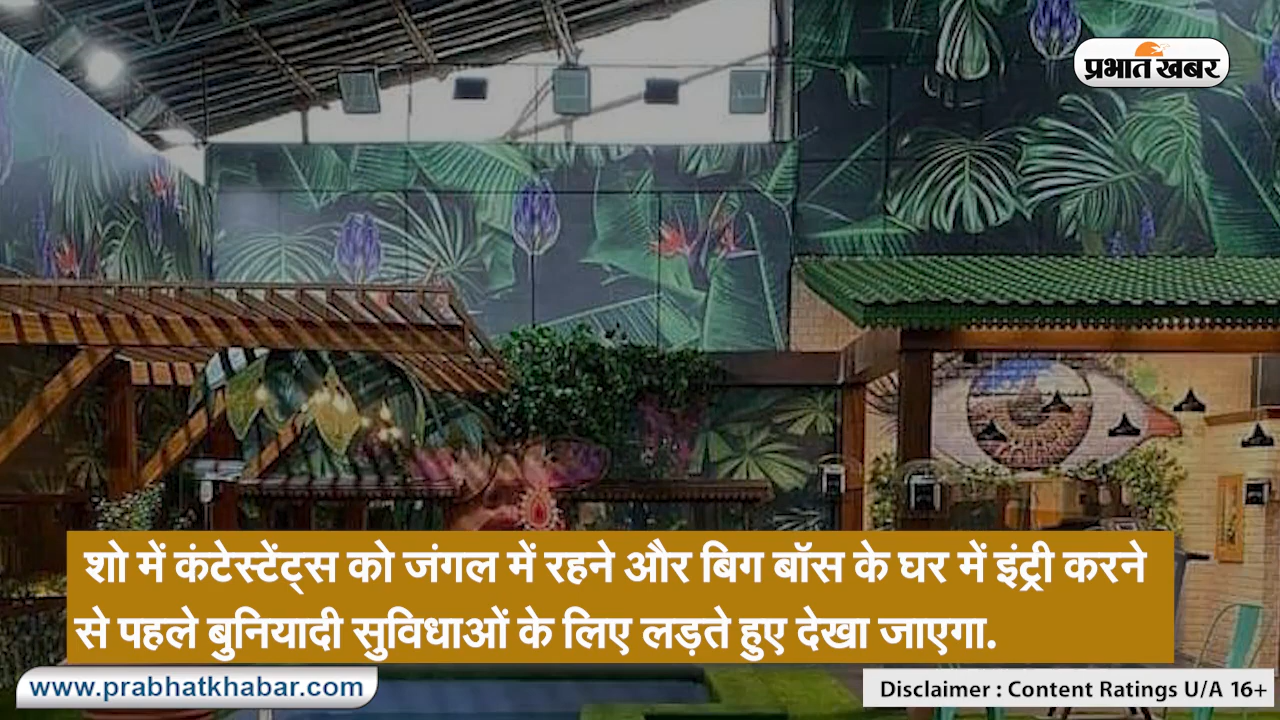 प्रभात खबर
शो में कंटेस्टेंट्स को जंगल में रहने और बिग बॉस के घर में इंट्री करने
से पहले बुनियादी सुविधाओं के लिए लड़ते हुए देखा जाएगा.
www.prabhatkhabar.com
Disclaimer : Content Ratings U/A 16+